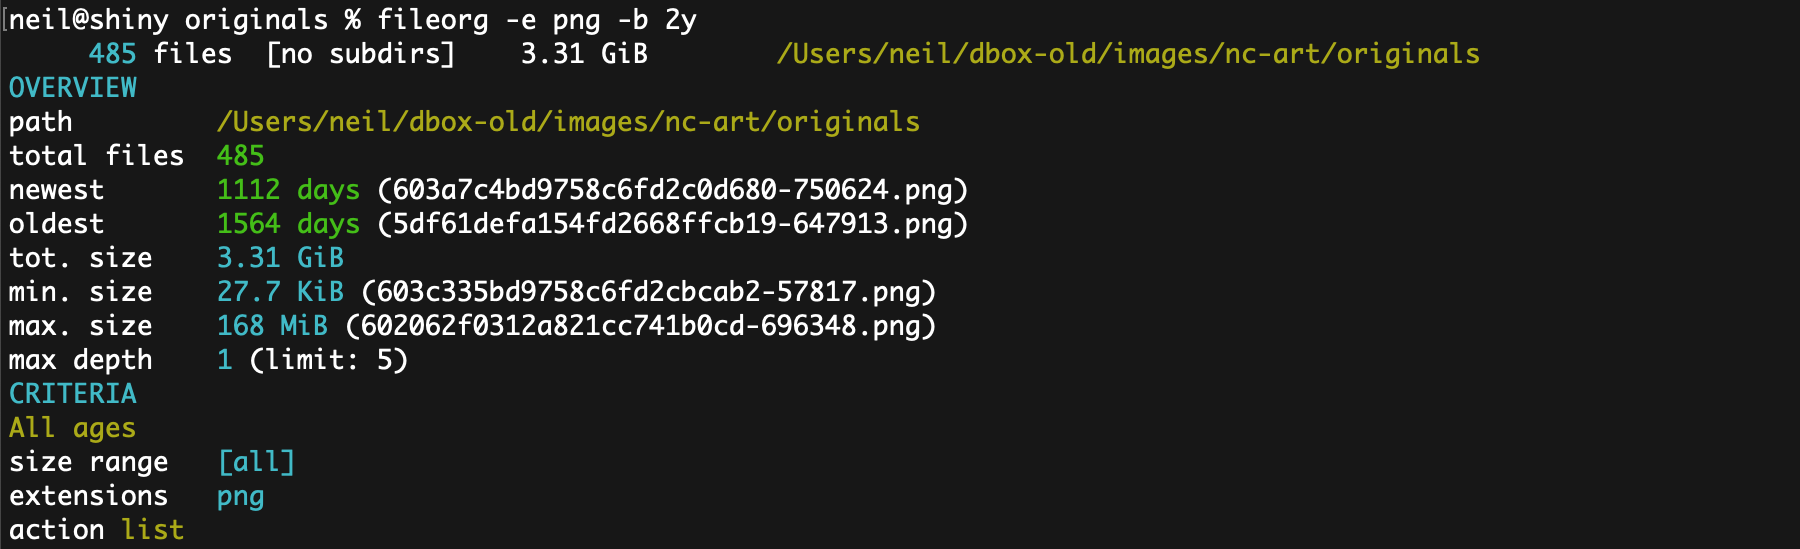 [neil@shiny originals % fileorg -e png -b 2y
485 files [no subdirs] 3.31 GiB /Users/neil/dbox-old/images/nc-art/originals
OVERVIEW
path /Users/neil/dbox-old/images/nc-art/originals
total files 485
newest 1112 days (603a7c4bd9758c6fd2c0d680-750624.png)
oldest 1564 days (5df61defa154fd2668ffcb19-647913.png)
tot. size 3.31 GiB
min. size 27.7 KiB (603c335bd9758c6fd2cbcab2-57817.png)
max. size 168 MiB (602062f0312a821cc741b0cd-696348.png)
max depth 1 (limit: 5)
CRITERIA
All ages
size range [all]
extensions png
action list